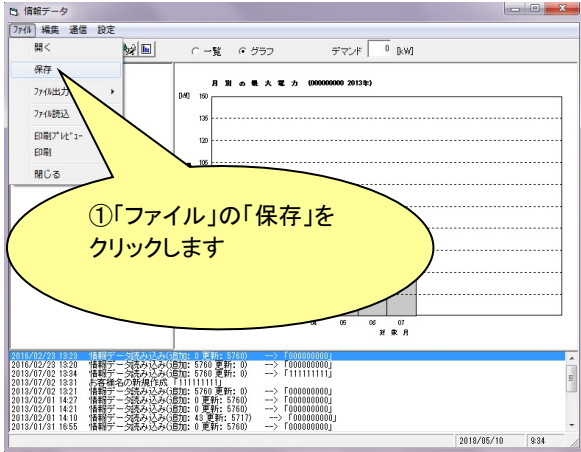 情報データ
ファイル 編集 通信 設定
開く
保存
ファイル出力
ファイル読込
印刷プレビュー
印刷
閉じる
一覧 グラフ デマンド 0 [kW]
月 別 の 最 大 電 力 (000000000 2013年)
[kW]
150
135
120
105
①「ファイル」の「保存」を
クリックします
05 06 07
対 象 月
2016/02/23 13:23 情報データ読み込み(追加: 0 更新: 5760) --> 「000000000」
2016/02/23 13:20 情報データ読み込み(追加: 5760 更新: 0) --> 「000000000」
2013/07/02 13:34 情報データ読み込み(追加: 5760 更新: 0) --> 「111111111」
2013/07/02 13:31 お客様名の新規作成 「111111111」
2013/07/02 13:21 情報データ読み込み(追加: 5760 更新: 0) --> 「000000000」
2013/02/01 14:27 情報データ読み込み(追加: 0 更新: 5760) --> 「000000000」
2013/02/01 14:21 情報データ読み込み(追加: 0 更新: 5760) --> 「000000000」
2013/02/01 14:10 情報データ読み込み(追加: 43 更新: 5717) --> 「000000000」
2013/01/31 16:55 情報データ読み込み(追加: 0 更新: 5760) --> 「000000000」
2018/05/10 9:34